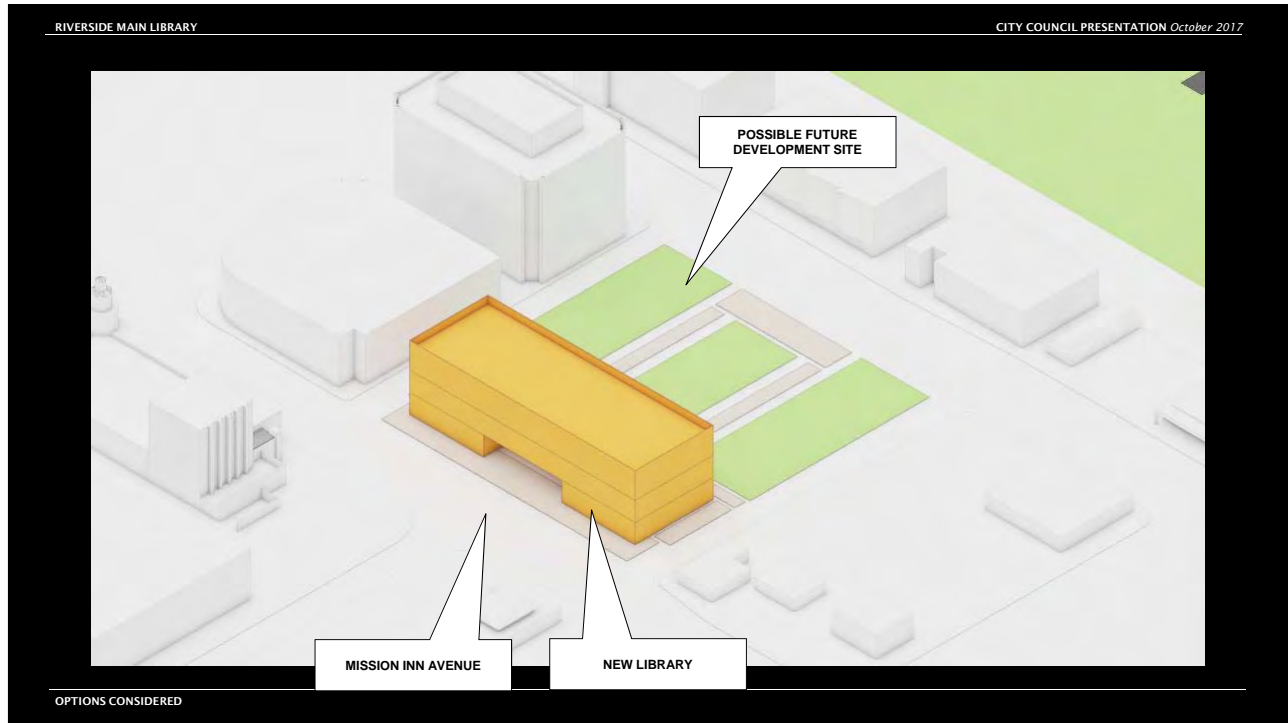 RIVERSIDE MAIN LIBRARY
CITY COUNCIL PRESENTATION October 2017
POSSIBLE FUTURE
DEVELOPMENT SITE
MISSION INN AVENUE
NEW LIBRARY
OPTIONS CONSIDERED